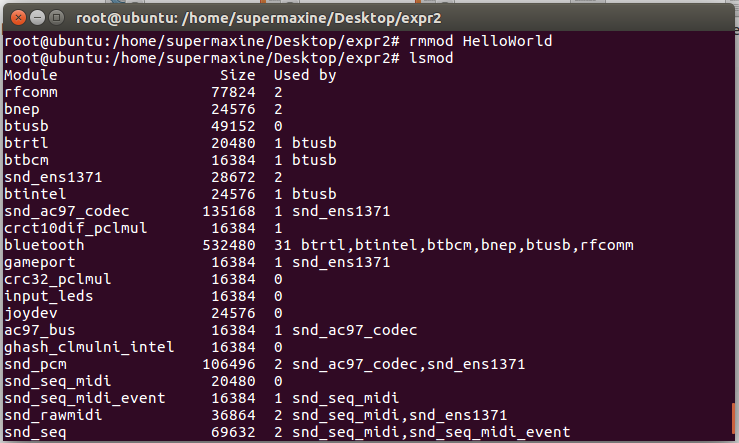 root@ubuntu: /home/supermaxine/Desktop/expr2
root@ubuntu:/home/supermaxine/Desktop/expr2# rmmod HelloWorld
root@ubuntu:/home/supermaxine/Desktop/expr2# lsmod
Module                  Size  Used by
rfcomm                 77824  2
bnep                   24576  2
btusb                  49152  0
btrtl                  20480  1 btusb
btbcm                  16384  1 btusb
snd_ens1371            28672  2
btintel                24576  1 btusb
snd_ac97_codec        135168  1 snd_ens1371
crct10dif_pclmul       16384  1
bluetooth             532480  31 btrtl,btintel,btbcm,bnep,btusb,rfcomm
gameport               16384  1 snd_ens1371
crc32_pclmul           16384  0
input_leds             16384  0
joydev                 24576  0
ac97_bus               16384  1 snd_ac97_codec
ghash_clmulni_intel    16384  0
snd_pcm               106496  2 snd_ac97_codec,snd_ens1371
snd_seq_midi           20480  0
snd_seq_midi_event     16384  1 snd_seq_midi
snd_rawmidi            36864  2 snd_seq_midi,snd_ens1371
snd_seq                69632  2 snd_seq_midi,snd_seq_midi_event